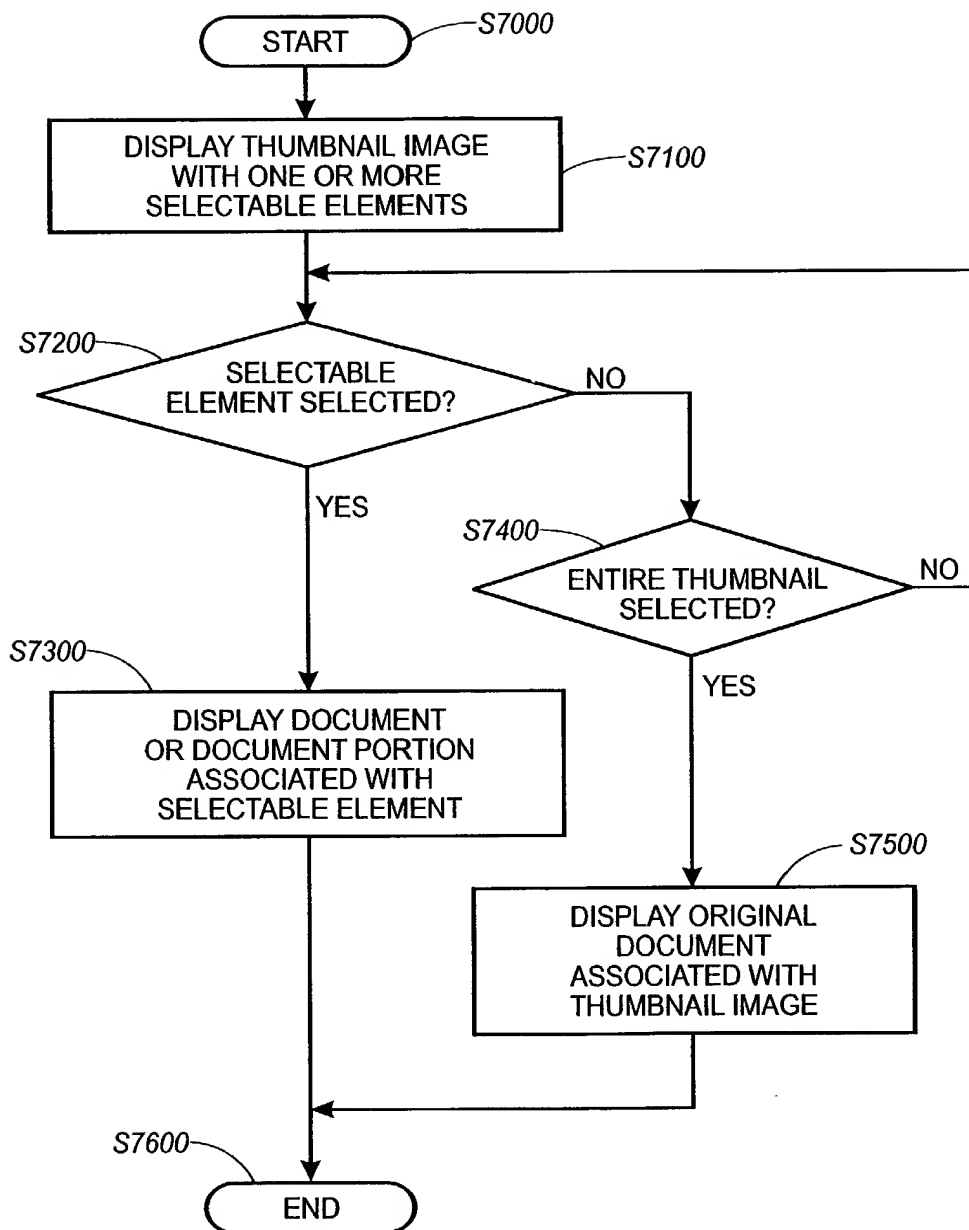 START
S7000
DISPLAY THUMBNAIL IMAGE
WITH ONE OR MORE
SELECTABLE ELEMENTS
S7100
S7200
SELECTABLE
ELEMENT SELECTED?
NO
YES
S7400
ENTIRE THUMBNAIL
SELECTED?
NO
YES
S7300
DISPLAY DOCUMENT
OR DOCUMENT PORTION
ASSOCIATED WITH
SELECTABLE ELEMENT
S7500
DISPLAY ORIGINAL
DOCUMENT
ASSOCIATED WITH
THUMBNAIL IMAGE
S7600
END